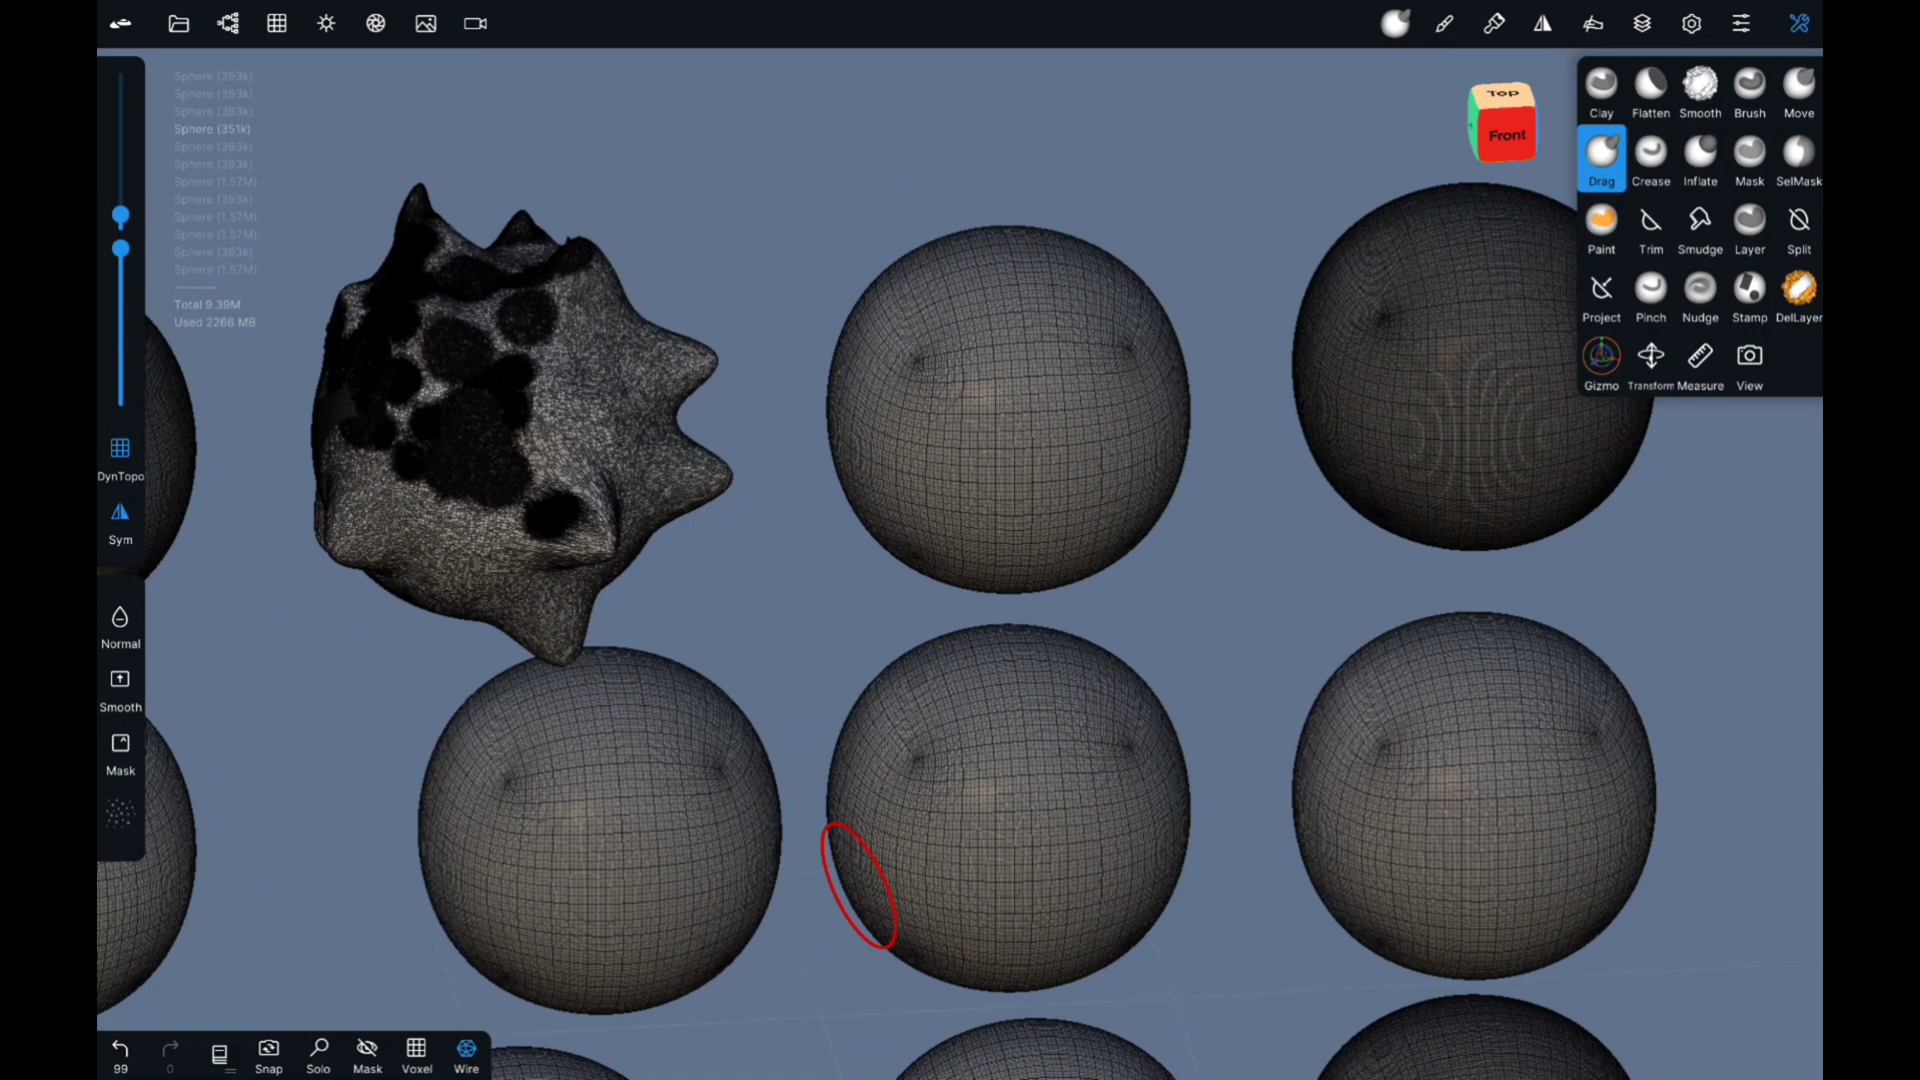 Sphere (393k)
Sphere (393k)
Sphere (393k)
Sphere (351k)
Sphere (393k)
Sphere (393k)
Sphere (1.57M)
Sphere (393k)
Sphere (1.57M)
Sphere (1.57M)
Sphere (393k)
Sphere (1.57M)
--------
Total 9.39M
Used 2266 MB
Top
Front
Clay Flatten Smooth Brush Move
Drag Crease Inflate Mask SelMask
Paint Trim Smudge Layer Split
Project Pinch Nudge Stamp DelLayer
Gizmo Transform Measure View
DynTopo
Sym
Normal
Smooth
Mask
99 0 Snap Solo Mask Voxel Wire